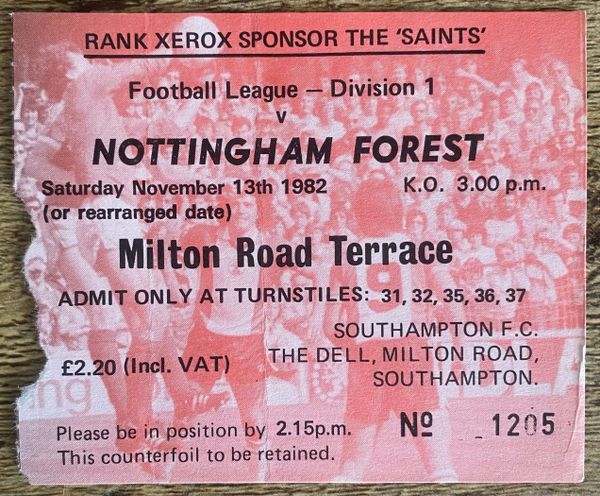 RANK XEROX SPONSOR THE 'SAINTS'
Football League — Division 1
v
NOTTINGHAM FOREST
Saturday November 13th 1982 K.O. 3.00 p.m.
(or rearranged date)
Milton Road Terrace
ADMIT ONLY AT TURNSTILES: 31, 32, 35, 36, 37
SOUTHAMPTON F.C.
£2.20 (Incl. VAT) THE DELL, MILTON ROAD,
SOUTHAMPTON.
Please be in position by 2.15p.m. Nº 1205
This counterfoil to be retained.